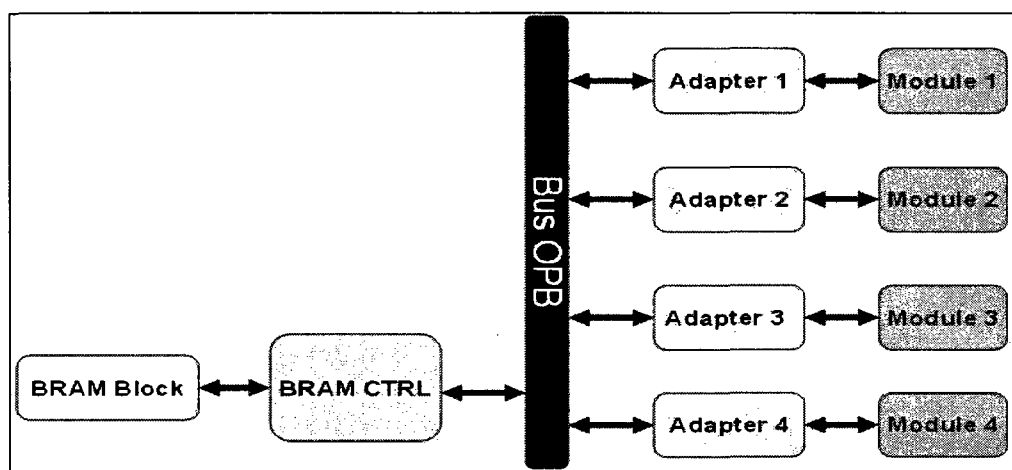 Adapter 1
Module 1
Adapter 2
Module 2
Bus OPB
Adapter 3
Module 3
BRAM Block
BRAM CTRL
Adapter 4
Module 4